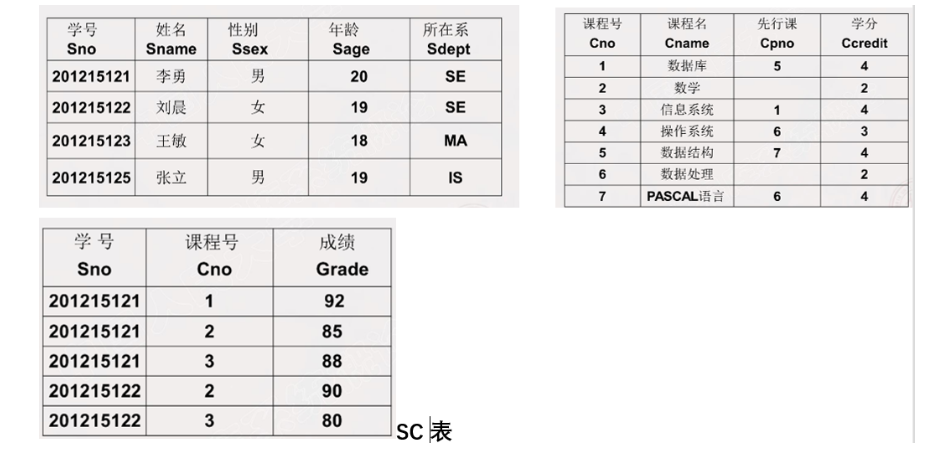 学号 姓名 性别 年龄 所在系
Sno Sname Ssex Sage Sdept
201215121 李勇 男 20 SE
201215122 刘晨 女 19 SE
201215123 王敏 女 18 MA
201215125 张立 男 19 IS
课程号 课程名 先行课 学分
Cno Cname Cpno Ccredit
1 数据库 5 4
2 数学 2
3 信息系统 1 4
4 操作系统 6 3
5 数据结构 7 4
6 数据处理 2
7 PASCAL语言 6 4
学 号 课程号 成绩
Sno Cno Grade
201215121 1 92
201215121 2 85
201215121 3 88
201215122 2 90
201215122 3 80
SC 表